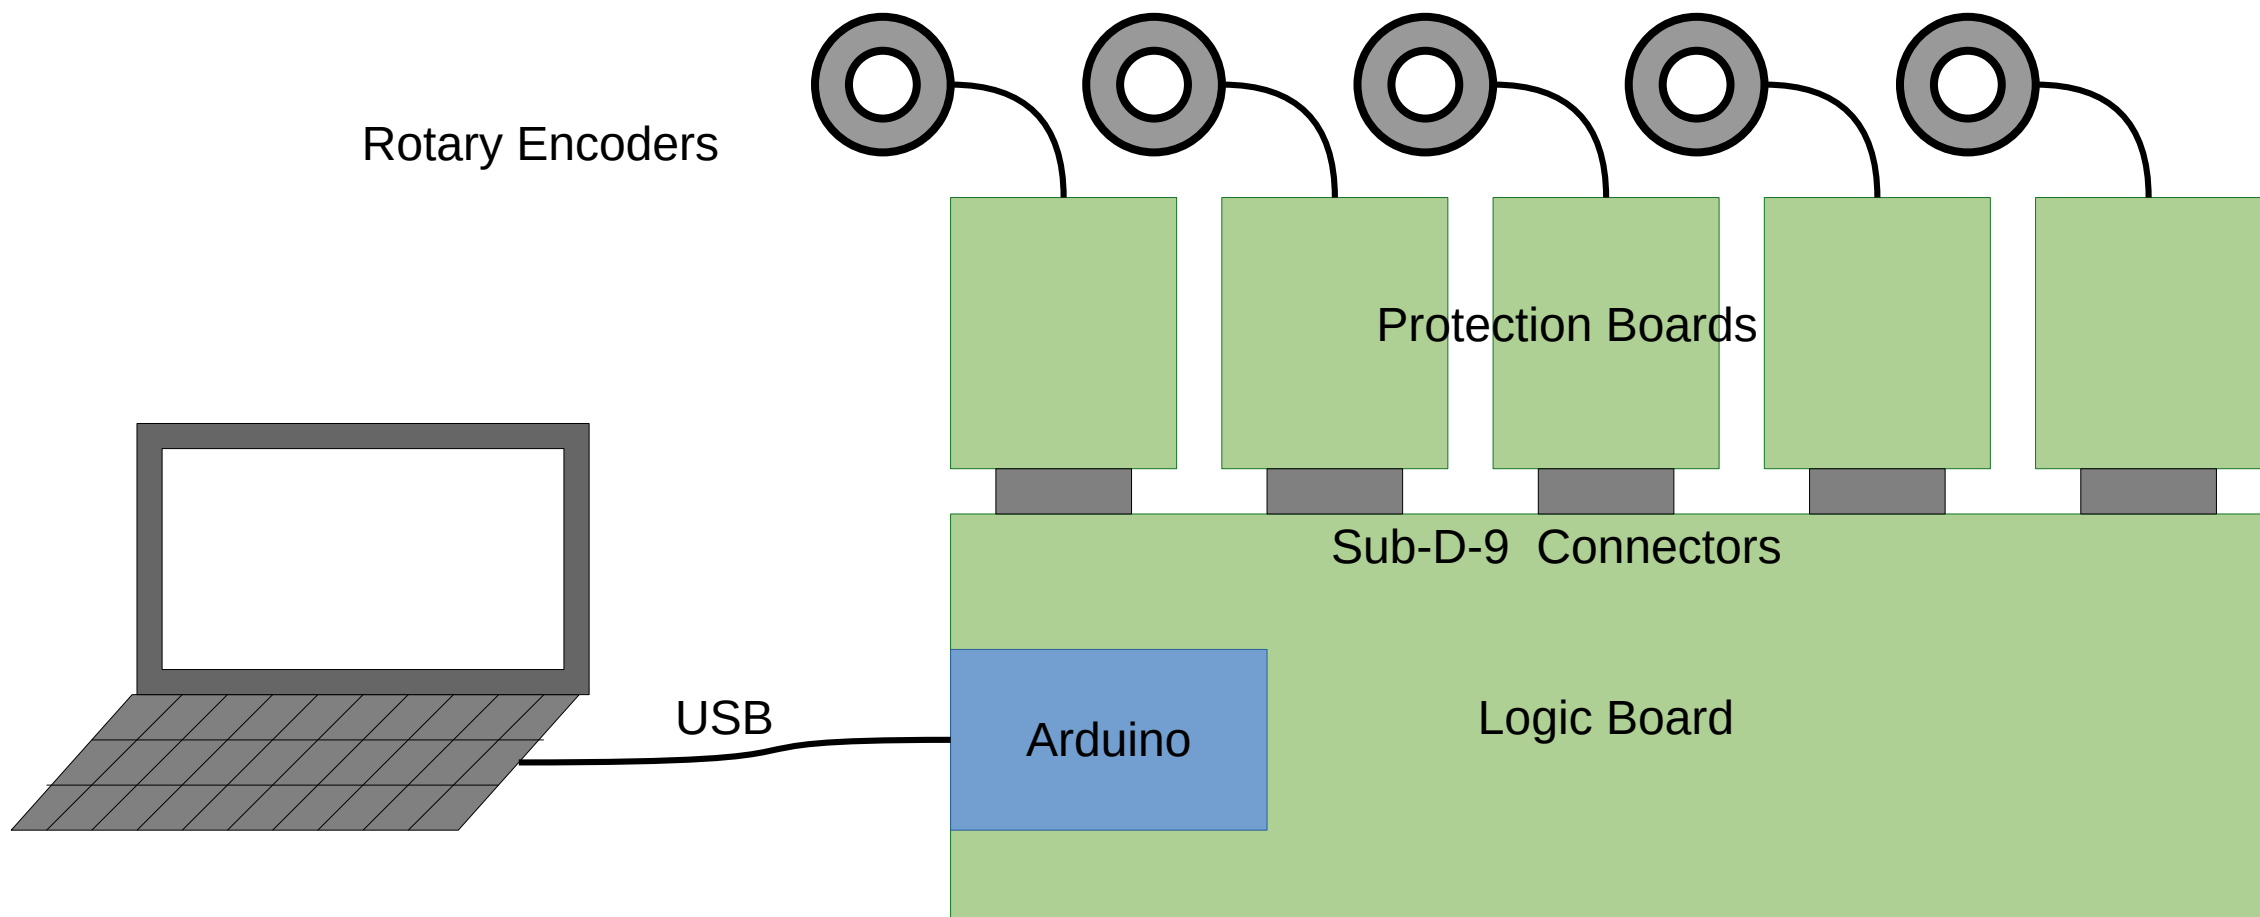 Rotary Encoders
Protection Boards
Sub-D-9  Connectors
USB
Arduino
Logic Board